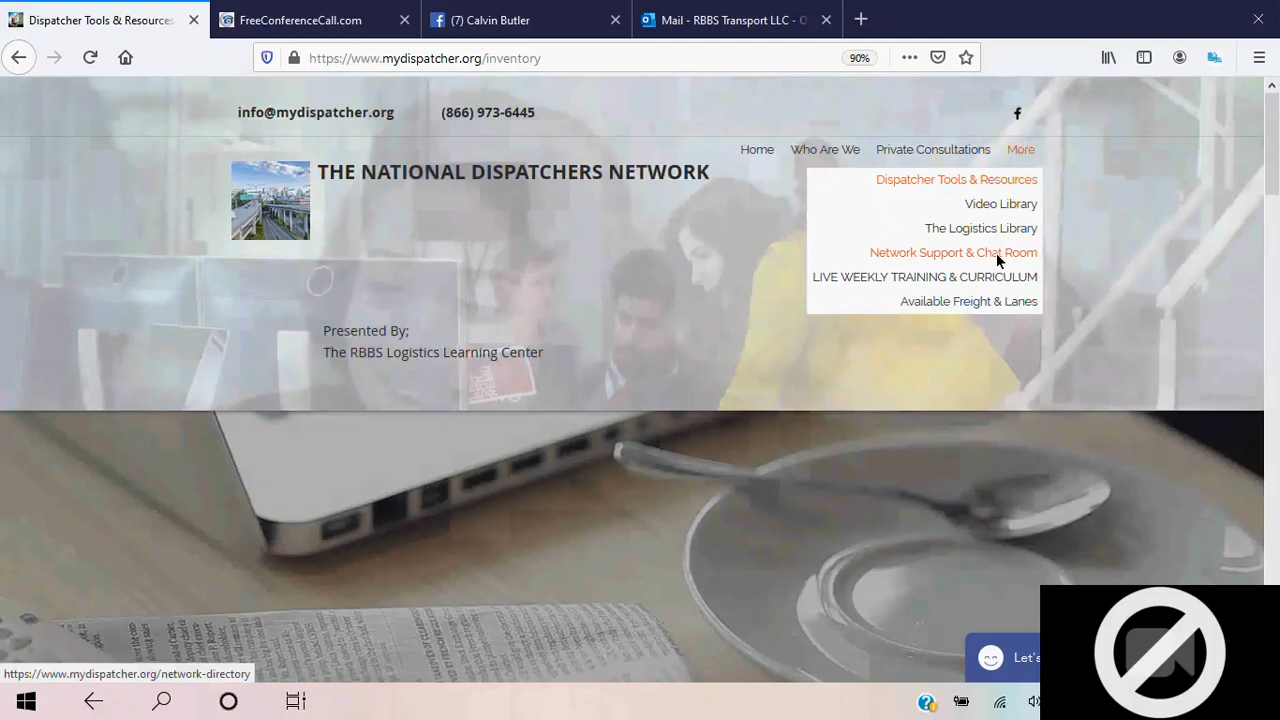 Dispatcher Tools & Resources
FreeConferenceCall.com
(7) Calvin Butler
Mail - RBBS Transport LLC - O
https://www.mydispatcher.org/inventory
90%
info@mydispatcher.org
(866) 973-6445
Home
Who Are We
Private Consultations
More
THE NATIONAL DISPATCHERS NETWORK
Dispatcher Tools & Resources
Video Library
The Logistics Library
Network Support & Chat Room
LIVE WEEKLY TRAINING & CURRICULUM
Available Freight & Lanes
Presented By;
The RBBS Logistics Learning Center
Let's
https://www.mydispatcher.org/network-directory